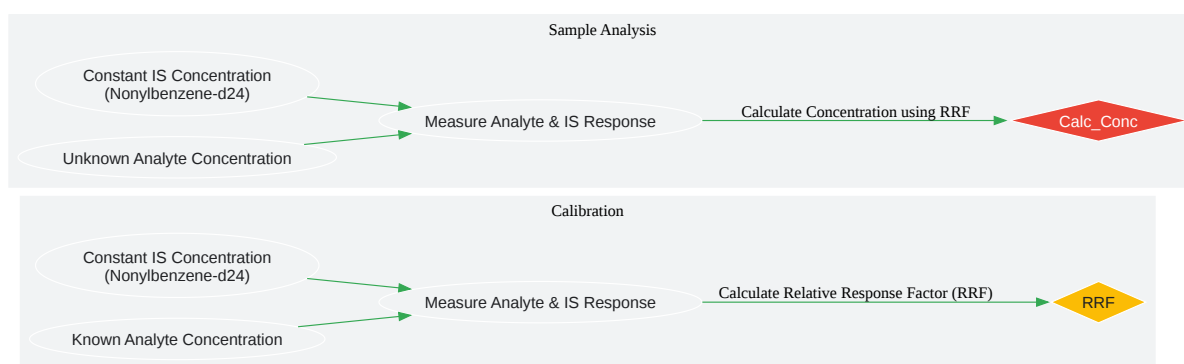 Sample Analysis
Constant IS Concentration
(Nonylbenzene-d24)
Unknown Analyte Concentration
Measure Analyte & IS Response
Calculate Concentration using RRF
Calc_Conc
Calibration
Constant IS Concentration
(Nonylbenzene-d24)
Known Analyte Concentration
Measure Analyte & IS Response
Calculate Relative Response Factor (RRF)
RRF